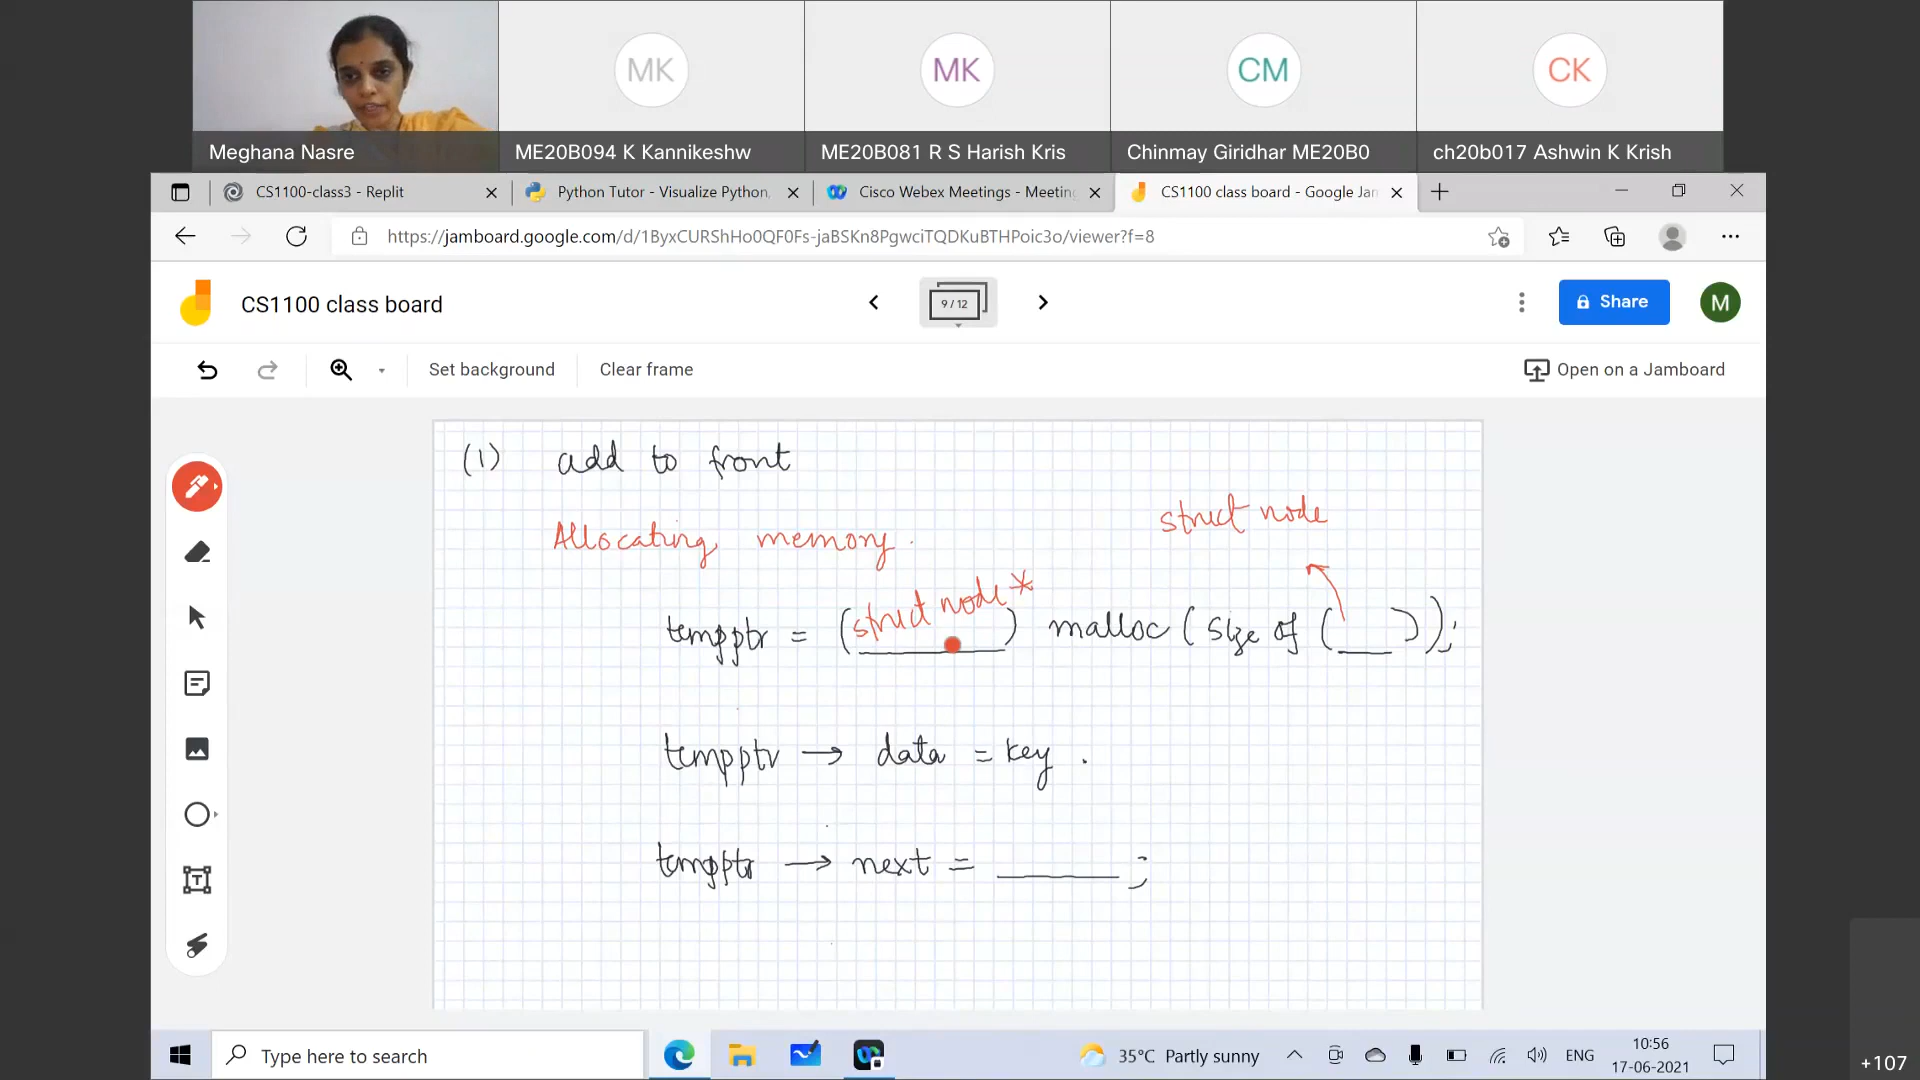 MK
MK
CM
CK
Meghana Nasre
ME20B094 K Kannikeshw
ME20B081 R S Harish Kris
Chinmay Giridhar ME20B0
ch20b017 Ashwin K Krish
CS1100-class3 - Replit
Python Tutor - Visualize Python,
Cisco Webex Meetings - Meeting
CS1100 class board - Google Jan
https://jamboard.google.com/d/1ByxCURShHo0QF0Fs-jaBSKn8PgwciTQDKuBTHPoic3o/viewer?f=8
CS1100 class board
9 / 12
Share
M
Set background
Clear frame
Open on a Jamboard
(1) add to front
struct node
Allocating memory.
struct node *
tempptr = (______) malloc ( size of ( ___ ) );
tempptr → data = key .
tempptr → next = ______ ;
Type here to search
35°C Partly sunny
ENG
10:56
17-06-2021
+107